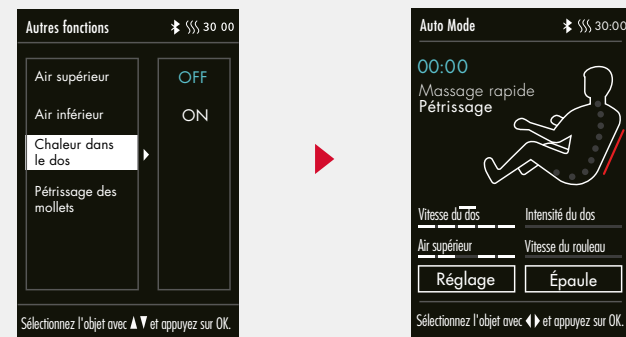 Autres fonctions 30 00
Air supérieur OFF
Air inférieur ON
Chaleur dans
le dos
Pétrissage des
mollets
Sélectionnez l'objet avec ▲▼ et appuyez sur OK.
Auto Mode 30:00
00:00
Massage rapide
Pétrissage
Vitesse du dos Intensité du dos
Air supérieur Vitesse du rouleau
Réglage Épaule
Sélectionnez l'objet avec ◀▶ et appuyez sur OK.